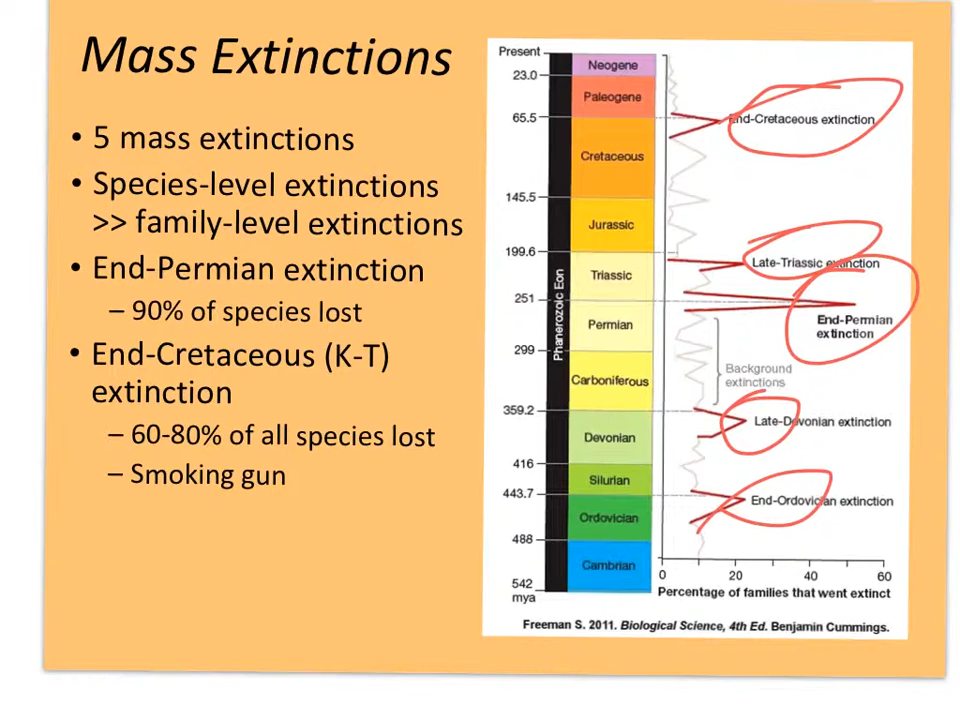 Mass Extinctions
• 5 mass extinctions
• Species-level extinctions
>> family-level extinctions
• End-Permian extinction
– 90% of species lost
• End-Cretaceous (K-T)
extinction
– 60-80% of all species lost
– Smoking gun
Present
Neogene
23.0
Paleogene
65.5
End-Cretaceous extinction
Cretaceous
145.5
Jurassic
199.6
Late-Triassic extinction
Triassic
251
End-Permian
extinction
Permian
299
Background
extinctions
Carboniferous
359.2
Late-Devonian extinction
Devonian
416
Silurian
443.7
End-Ordovician extinction
Ordovician
488
Cambrian
542
mya
Phanerozoic Eon
0 20 40 60
Percentage of families that went extinct
Freeman S. 2011. Biological Science, 4th Ed. Benjamin Cummings.